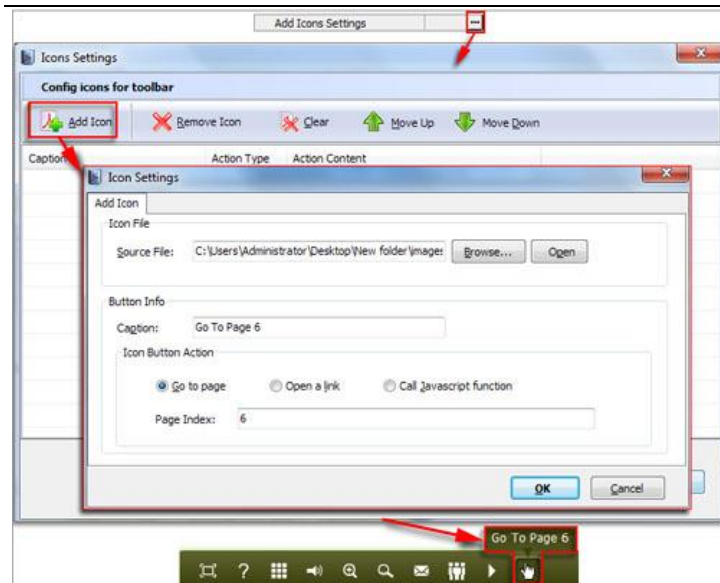 Add Icons Settings
Icons Settings
Config icons for toolbar
Add Icon Remove Icon Clear Move Up Move Down
Caption Action Type Action Content
Icon Settings
Add Icon
Icon File
Source File: C:\Users\Administrator\Desktop\New folder\images Browse... Open
Button Info
Caption: Go To Page 6
Icon Button Action
Go to page Open a link Call Javascript function
Page Index: 6
OK Cancel
Go To Page 6